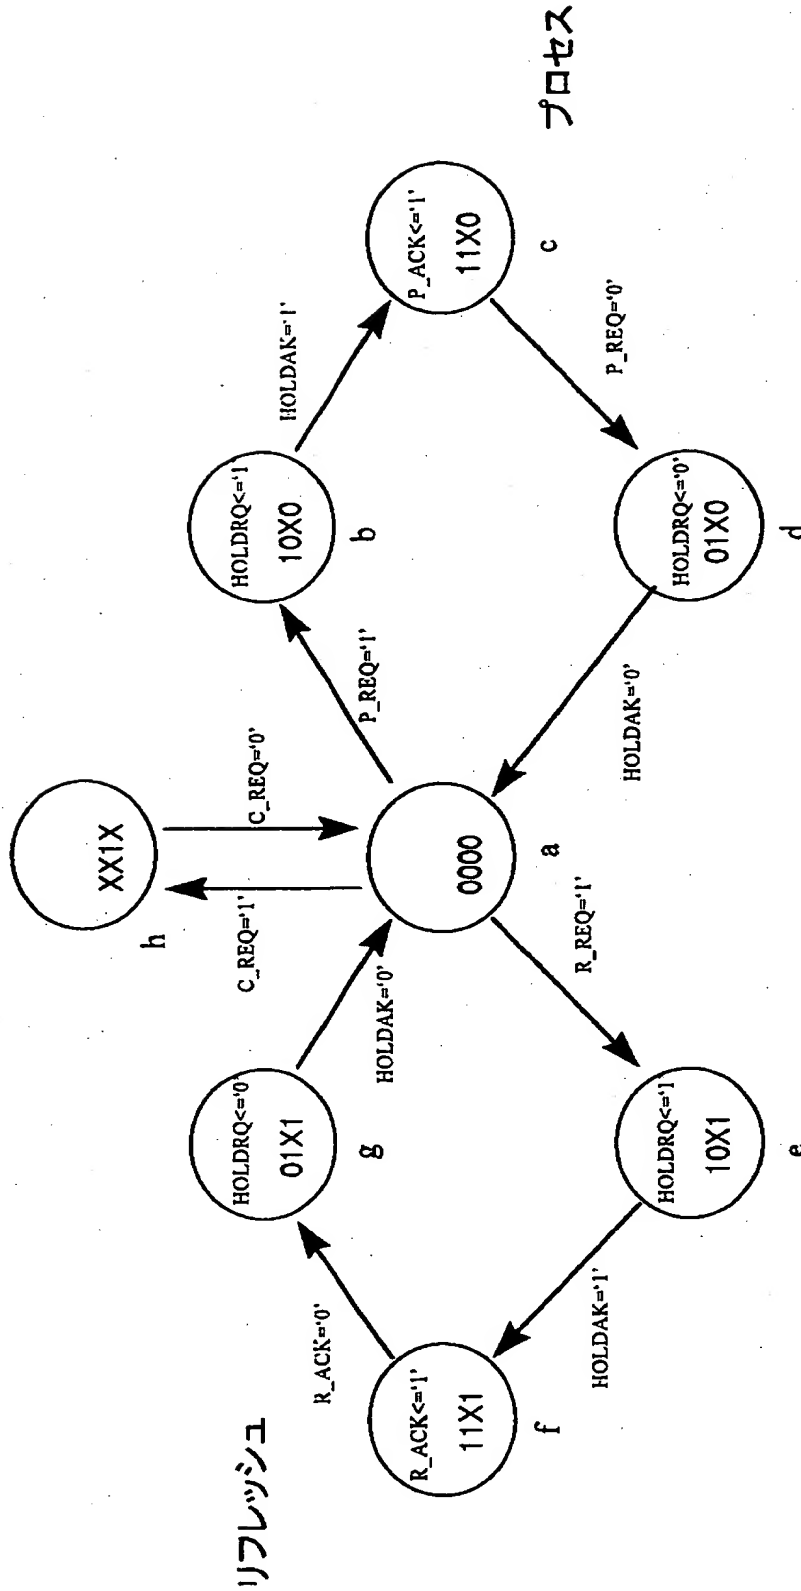 リフレッシュ
プロセス
XX1X
h
C_REQ='1'
C_REQ='0'
HOLDRQ<='0'
01X1
g
HOLDRQ<='1'
10X0
b
R_ACK='0'
HOLDAK='0'
P_REQ='1'
HOLDAK='1'
R_ACK<='1'
11X1
f
0000
a
P_ACK<='1'
11X0
c
HOLDAK='1'
R_REQ='1'
HOLDAK='0'
P_REQ='0'
HOLDRQ<='1'
10X1
e
HOLDRQ<='0'
01X0
d